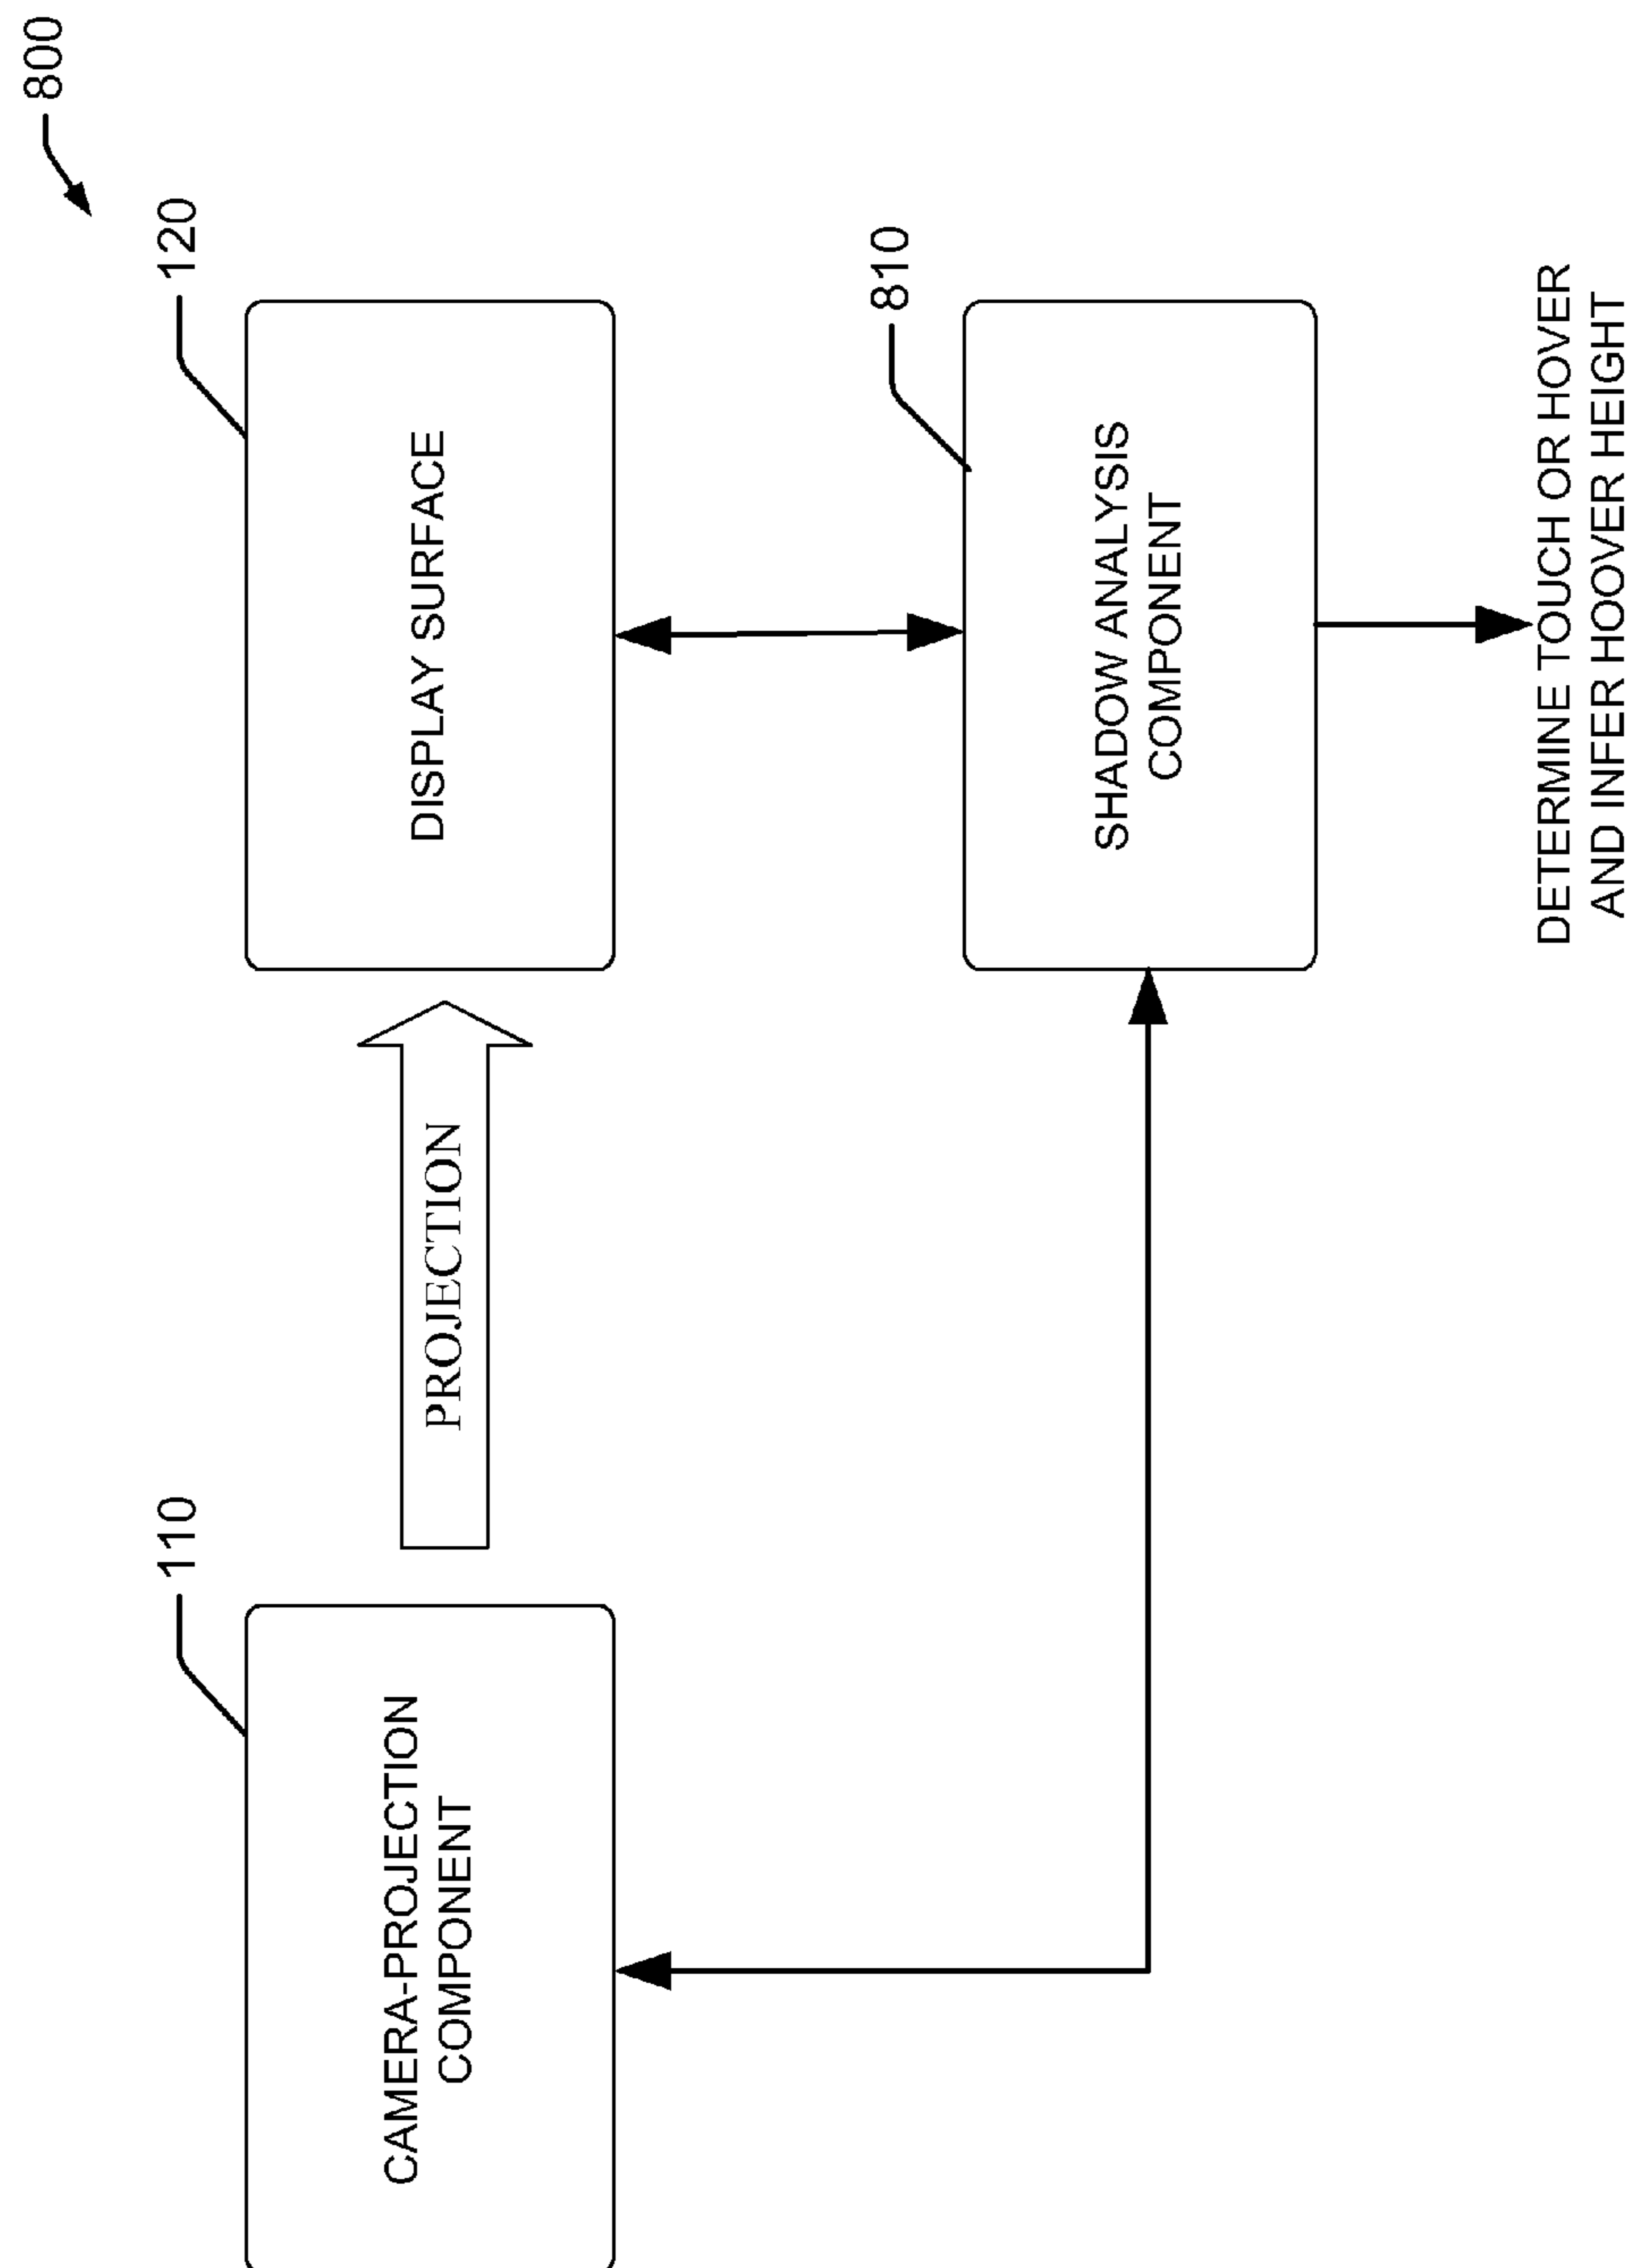 800
110
120
CAMERA-PROJECTION
COMPONENT
PROJECTION
DISPLAY SURFACE
810
SHADOW ANALYSIS
COMPONENT
DETERMINE TOUCH OR HOVER
AND INFER HOOVER HEIGHT